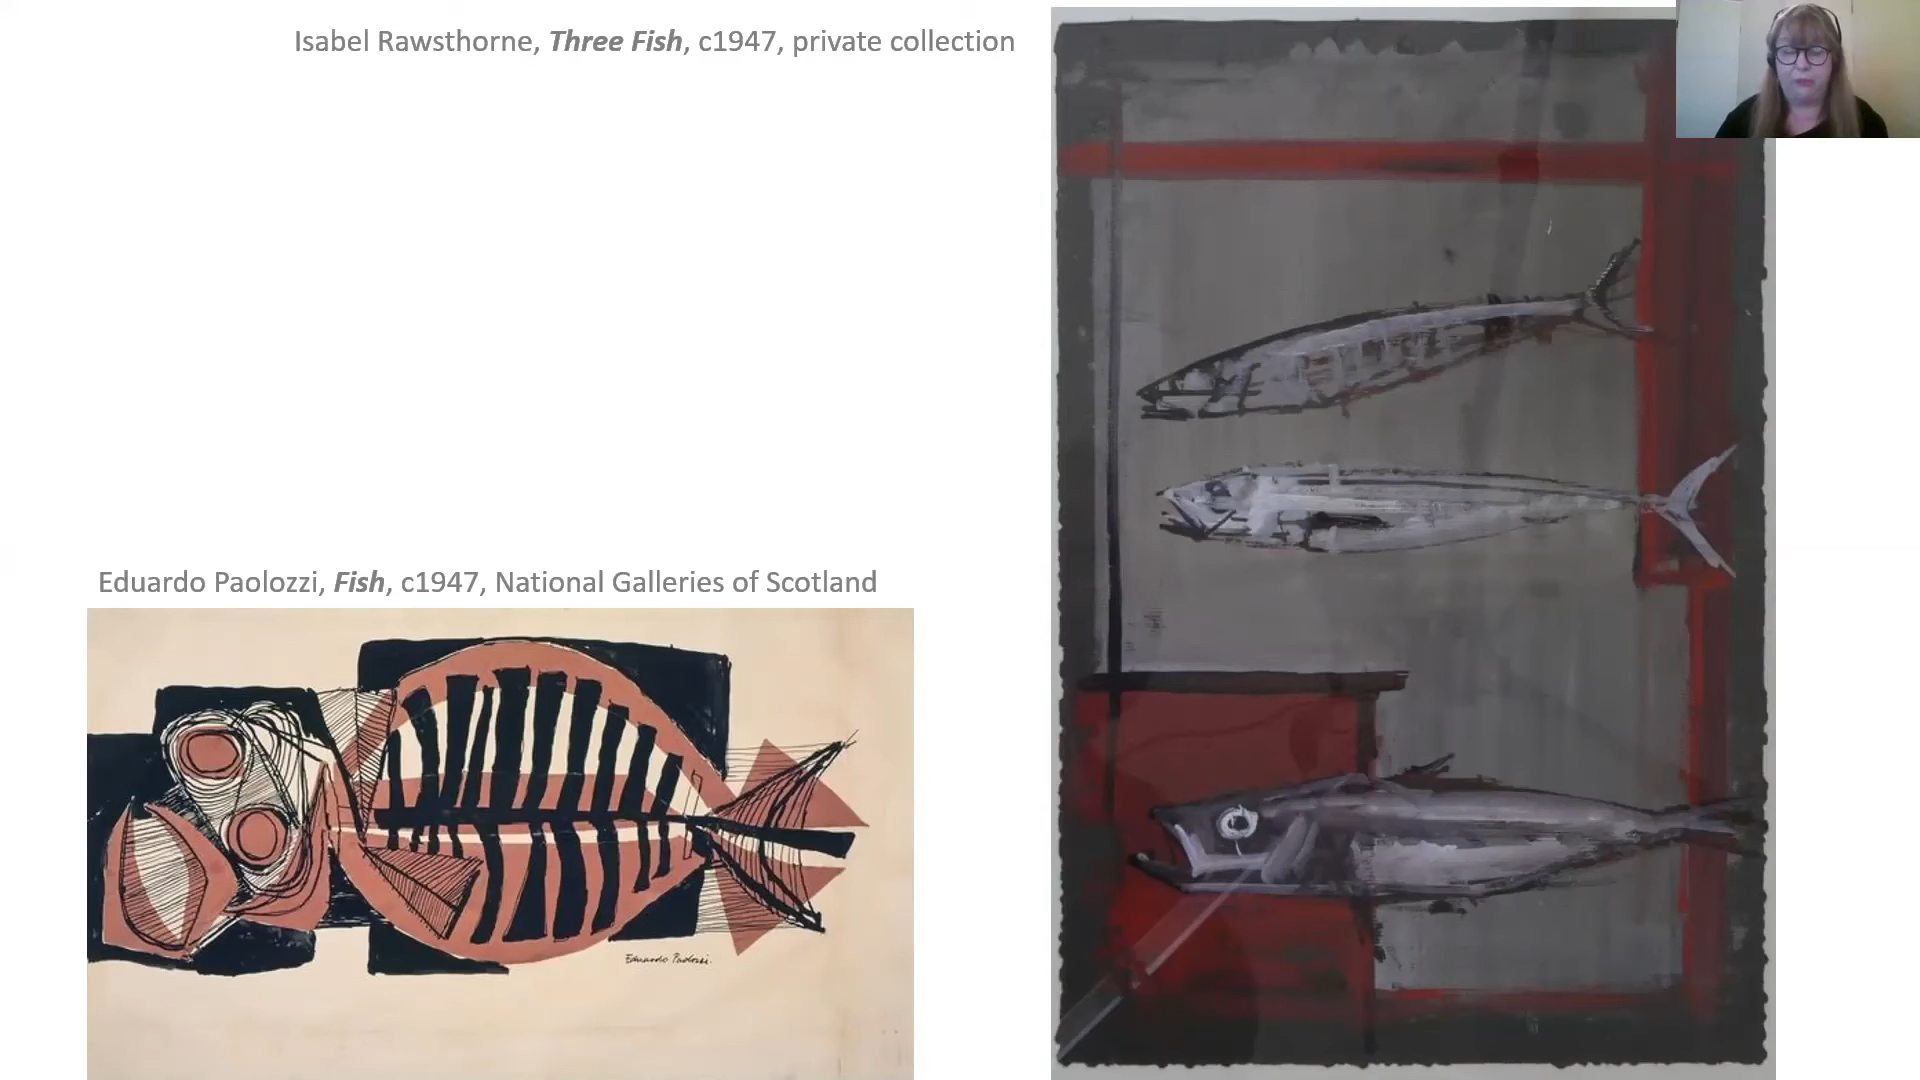 Isabel Rawsthorne, Three Fish, c1947, private collection
Eduardo Paolozzi, Fish, c1947, National Galleries of Scotland
Eduardo Paolozzi.